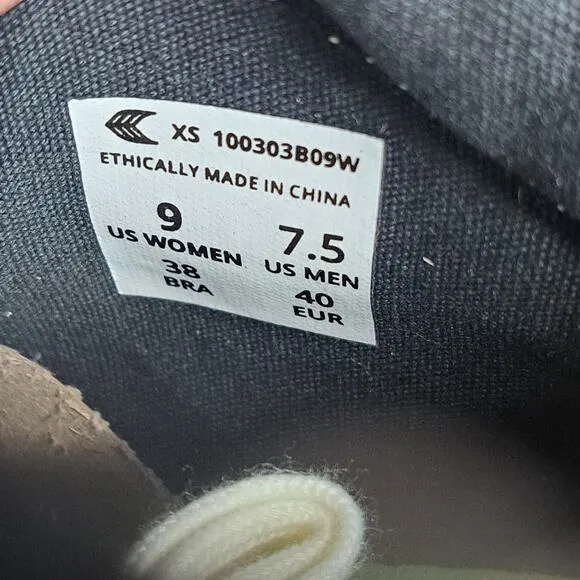 XS 100303B09W
ETHICALLY MADE IN CHINA
9 7.5
US WOMEN US MEN
38 40
BRA EUR